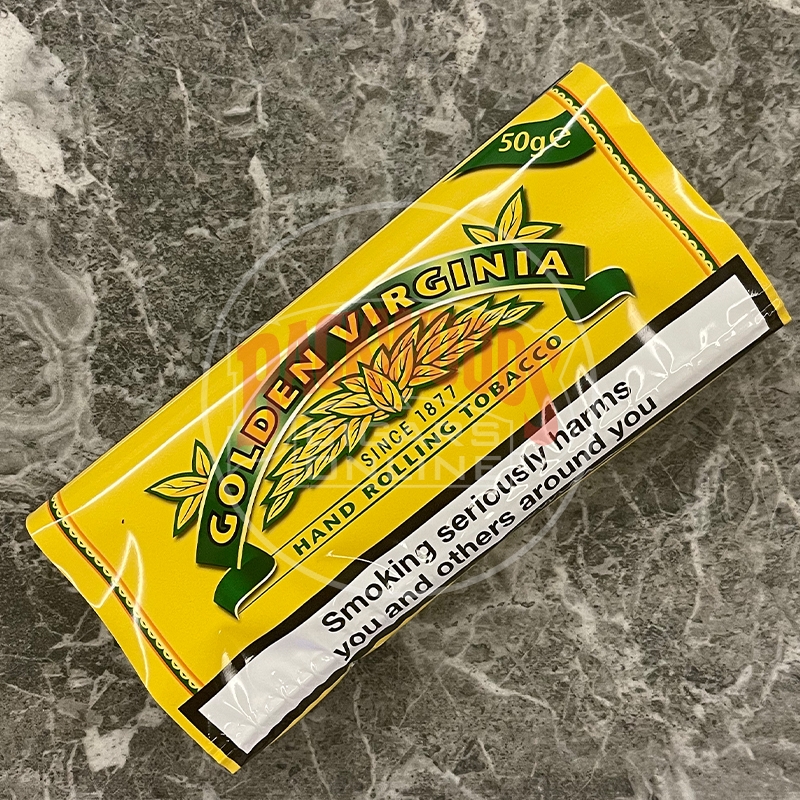 50g℮
GOLDEN VIRGINIA
SINCE 1877
HAND ROLLING TOBACCO
Smoking seriously harms
you and others around you